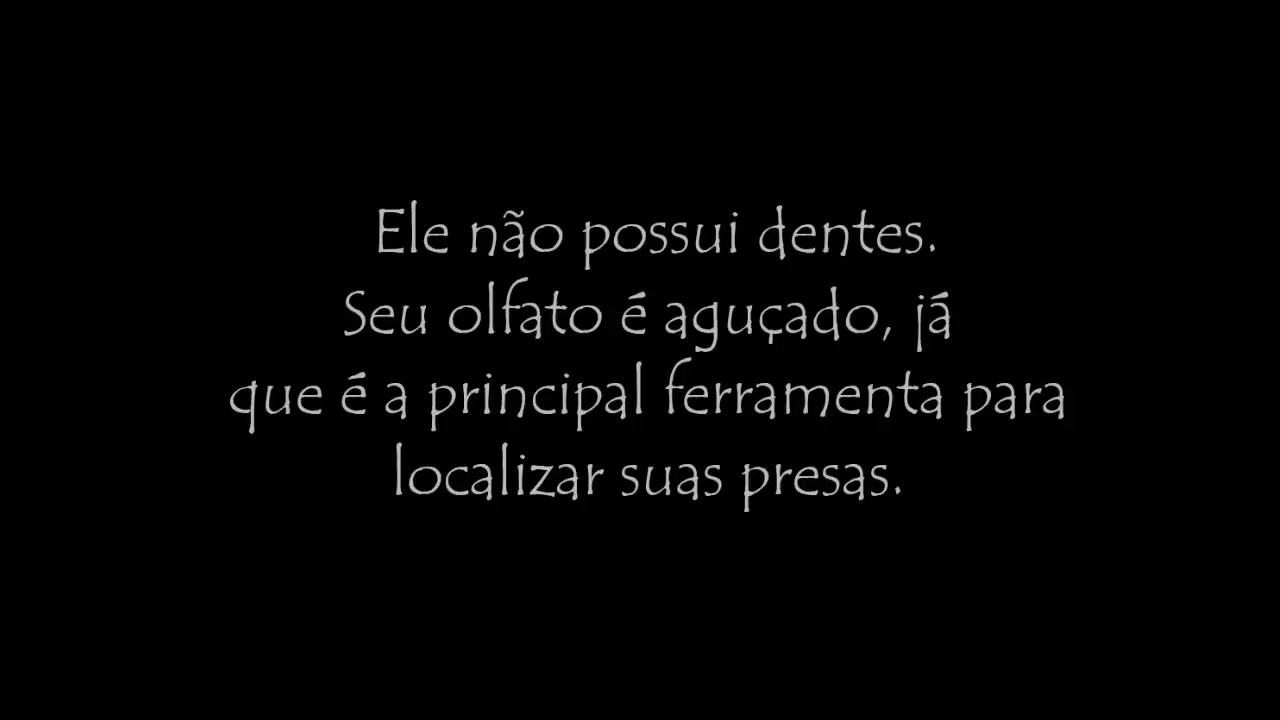 Ele não possui dentes.
Seu olfato é aguçado, já
que é a principal ferramenta para
localizar suas presas.